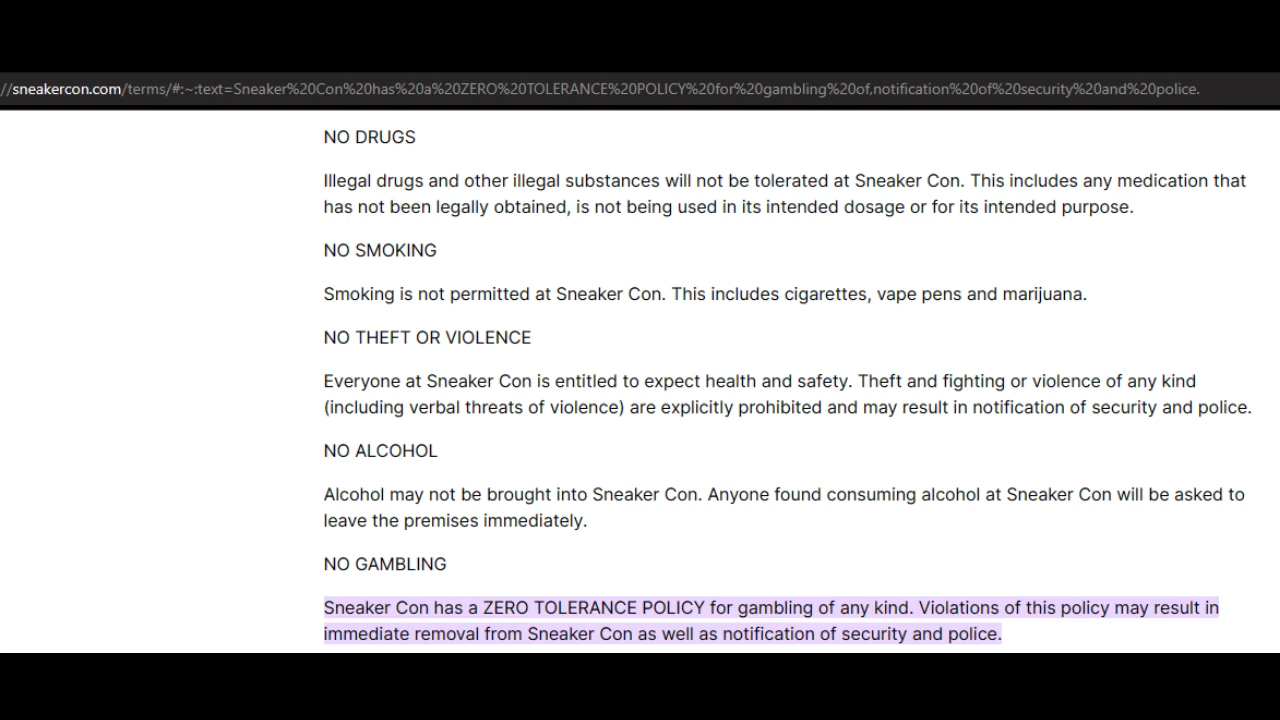 //sneakercon.com/terms/#:~:text=Sneaker%20Con%20has%20a%20ZERO%20TOLERANCE%20POLICY%20for%20gambling%20of,notification%20of%20security%20and%20police.
NO DRUGS
Illegal drugs and other illegal substances will not be tolerated at Sneaker Con. This includes any medication that
has not been legally obtained, is not being used in its intended dosage or for its intended purpose.
NO SMOKING
Smoking is not permitted at Sneaker Con. This includes cigarettes, vape pens and marijuana.
NO THEFT OR VIOLENCE
Everyone at Sneaker Con is entitled to expect health and safety. Theft and fighting or violence of any kind
(including verbal threats of violence) are explicitly prohibited and may result in notification of security and police.
NO ALCOHOL
Alcohol may not be brought into Sneaker Con. Anyone found consuming alcohol at Sneaker Con will be asked to
leave the premises immediately.
NO GAMBLING
Sneaker Con has a ZERO TOLERANCE POLICY for gambling of any kind. Violations of this policy may result in
immediate removal from Sneaker Con as well as notification of security and police.